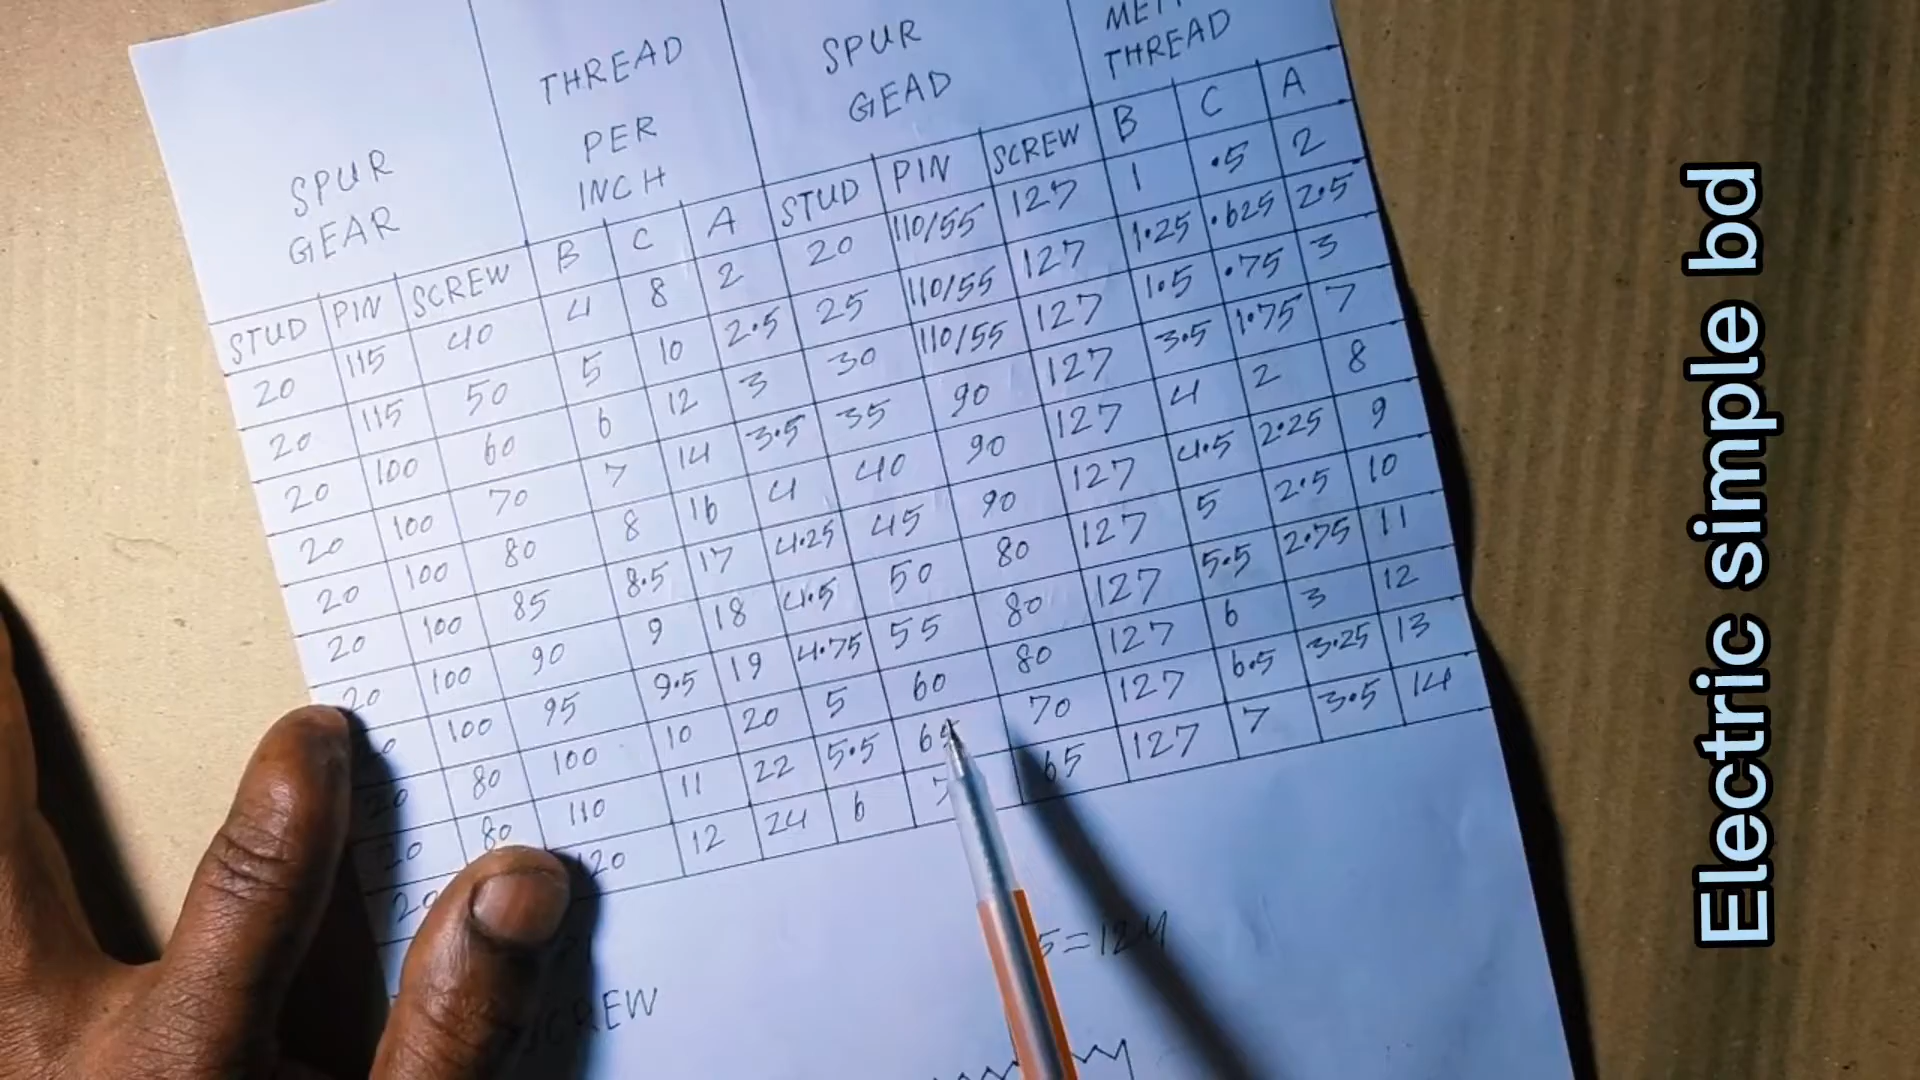 SPUR GEAR
THREAD PER INCH
SPUR GEAD
THREAD
STUD PIN SCREW B C A STUD PIN SCREW B C A
20 115 40 4 8 2 20 110/55 127 1 .5 2
20 115 50 5 10 2.5 25 110/55 127 1.25 .625 2.5
20 100 60 6 12 3 30 110/55 127 1.5 .75 3
20 100 70 7 14 3.5 35 90 127 3.5 1.75 7
20 100 80 8 16 4 40 90 127 4 2 8
20 100 85 8.5 17 4.25 45 90 127 4.5 2.25 9
20 100 90 9 18 4.5 50 80 127 5 2.5 10
100 95 9.5 19 4.75 55 80 127 5.5 2.75 11
20 80 100 10 20 5 60 80 127 6 3 12
20 80 110 11 22 5.5 65 70 127 6.5 3.25 13
20 120 12 24 6 65 127 7 3.5 14
5=124
SCREW
Electric simple bd